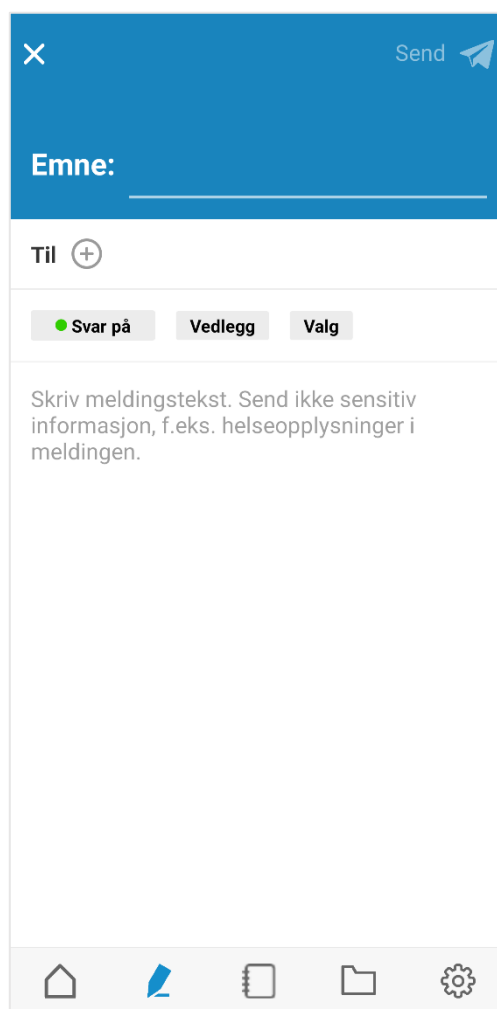 Send
Emne:
Til
Svar på Vedlegg Valg
Skriv meldingstekst. Send ikke sensitiv
informasjon, f.eks. helseopplysninger i
meldingen.